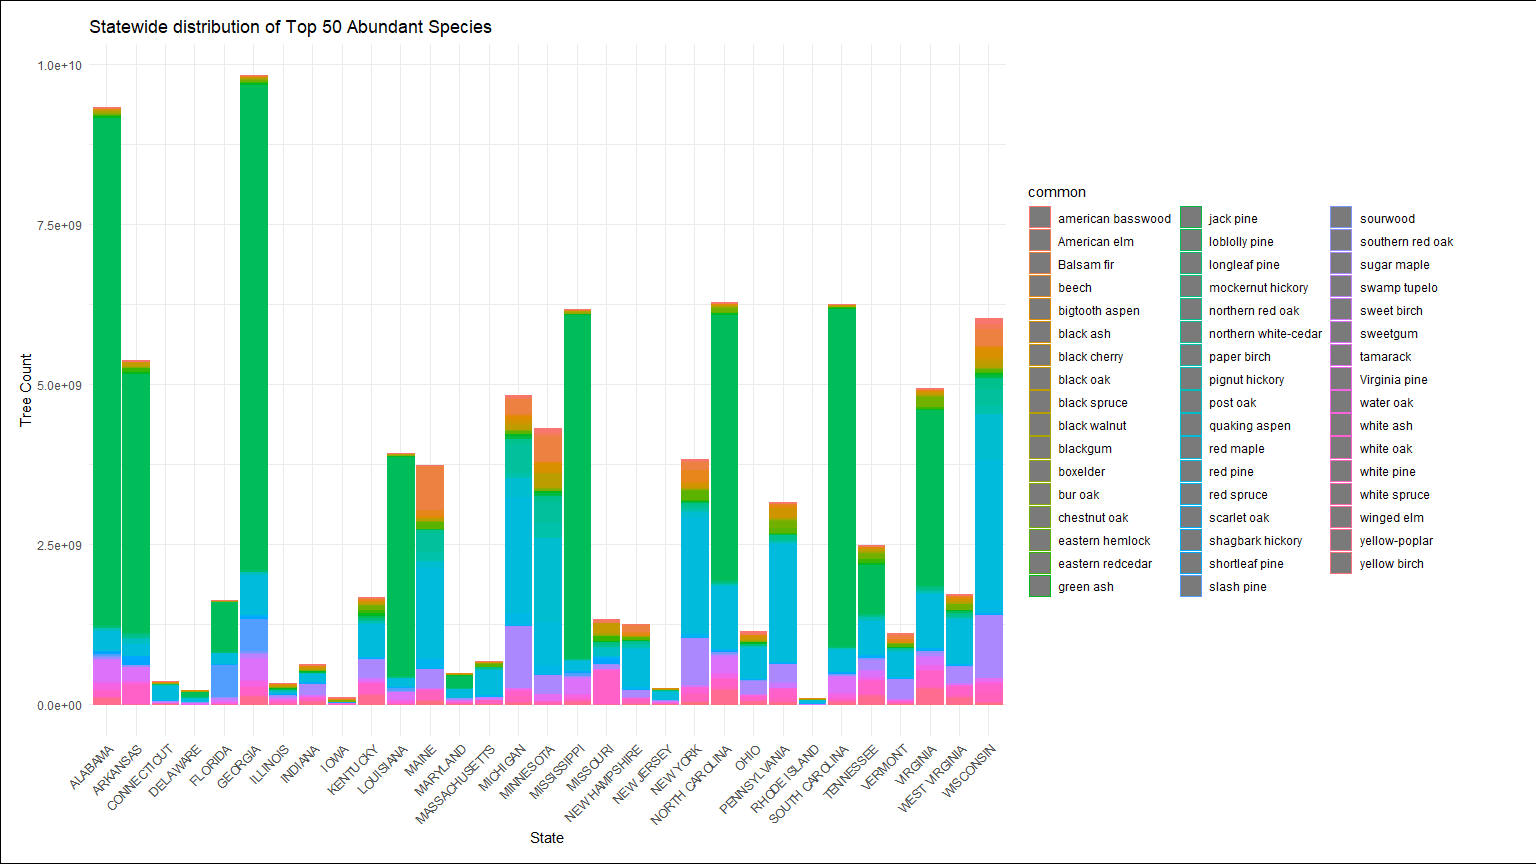 Statewide distribution of Top 50 Abundant Species
Tree Count
1.0e+10
7.5e+09
5.0e+09
2.5e+09
0.0e+00
ALABAMA
ARKANSAS
CONNECTICUT
DELAWARE
FLORIDA
GEORGIA
ILLINOIS
INDIANA
IOWA
KENTUCKY
LOUISIANA
MAINE
MARYLAND
MASSACHUSETTS
MICHIGAN
MINNESOTA
MISSISSIPPI
MISSOURI
NEW HAMPSHIRE
NEW JERSEY
NEW YORK
NORTH CAROLINA
OHIO
PENNSYLVANIA
RHODE ISLAND
SOUTH CAROLINA
TENNESSEE
VERMONT
VIRGINIA
WEST VIRGINIA
WISCONSIN
State
common
american basswood
American elm
Balsam fir
beech
bigtooth aspen
black ash
black cherry
black oak
black spruce
black walnut
blackgum
boxelder
bur oak
chestnut oak
eastern hemlock
eastern redcedar
green ash
jack pine
loblolly pine
longleaf pine
mockernut hickory
northern red oak
northern white-cedar
paper birch
pignut hickory
post oak
quaking aspen
red maple
red pine
red spruce
scarlet oak
shagbark hickory
shortleaf pine
slash pine
sourwood
southern red oak
sugar maple
swamp tupelo
sweet birch
sweetgum
tamarack
Virginia pine
water oak
white ash
white oak
white pine
white spruce
winged elm
yellow-poplar
yellow birch